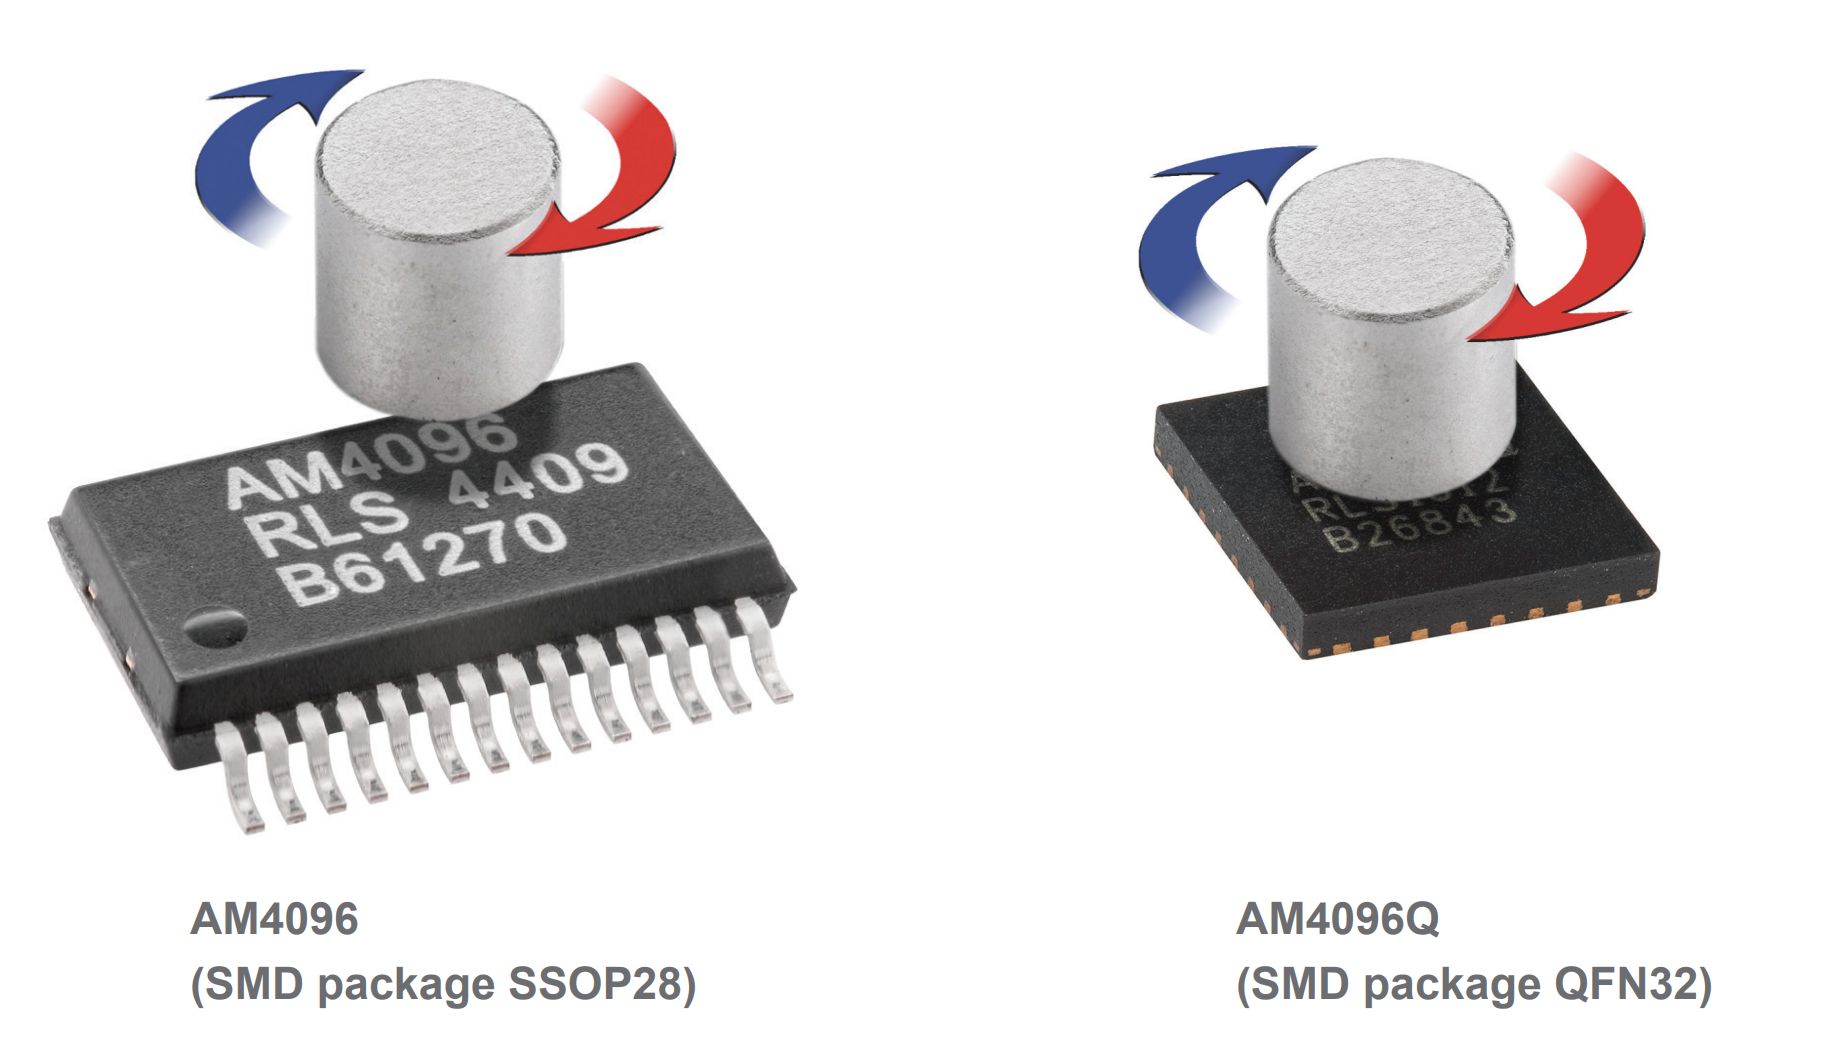 AM4096
RLS 4409
B61270
B26843
AM4096
(SMD package SSOP28)
AM4096Q
(SMD package QFN32)